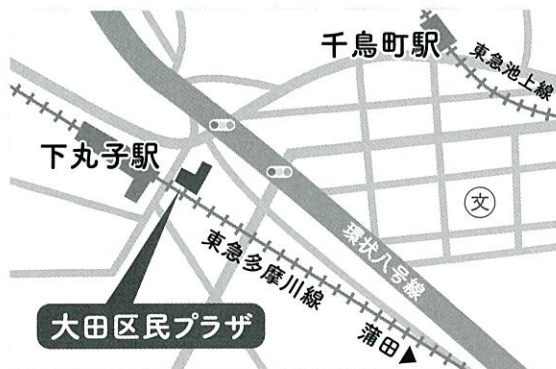 千鳥町駅
東急池上線
下丸子駅
文
環状八号線
東急多摩川線
大田区民プラザ
蒲田